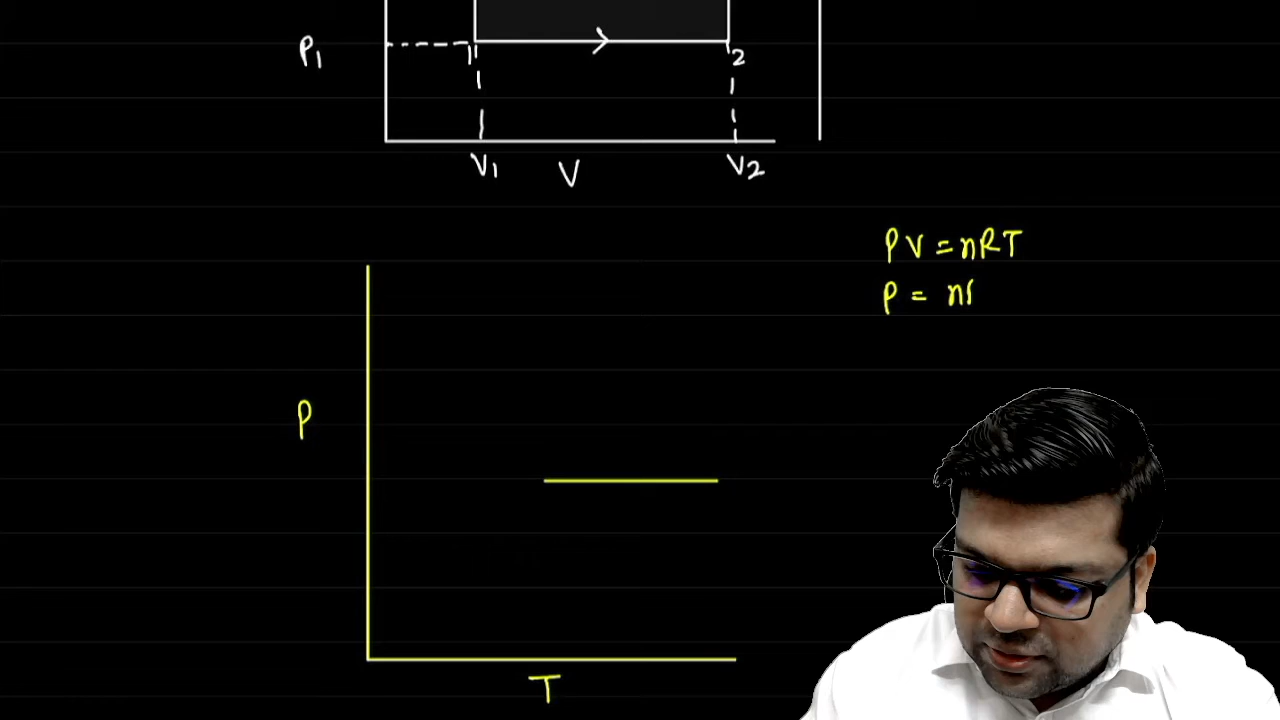 P1
1
2
V1 V V2
PV = nRT
P = nR
P
T